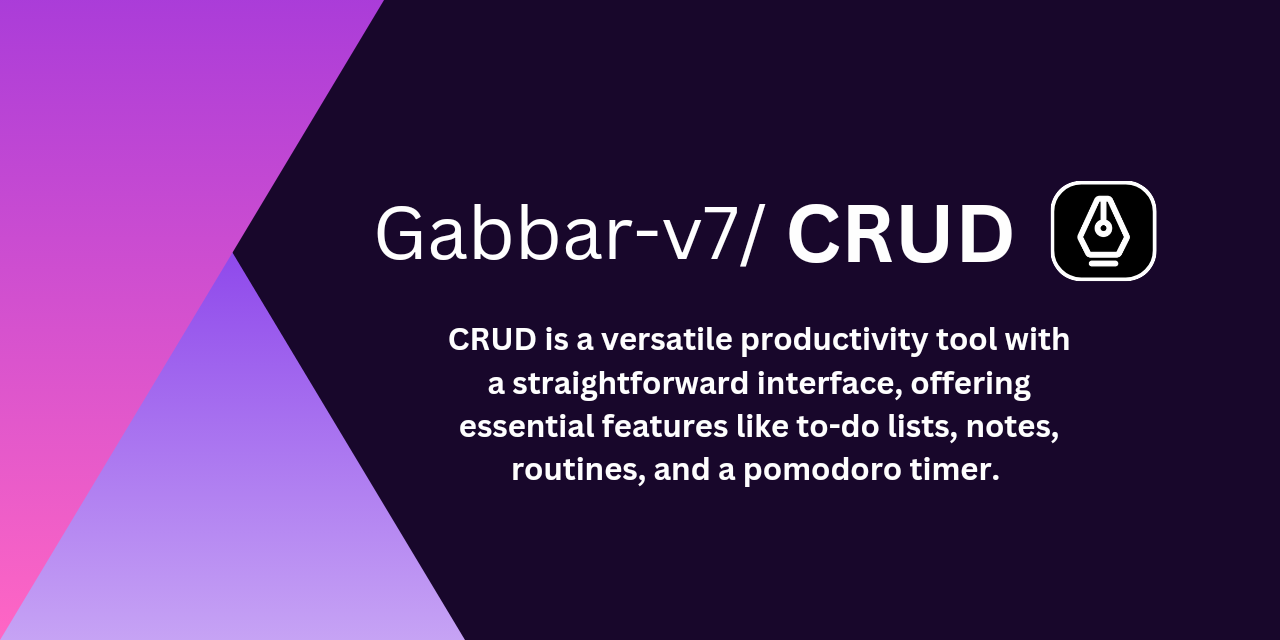 Gabbar-v7/ CRUD
CRUD is a versatile productivity tool with
a straightforward interface, offering
essential features like to-do lists, notes,
routines, and a pomodoro timer.